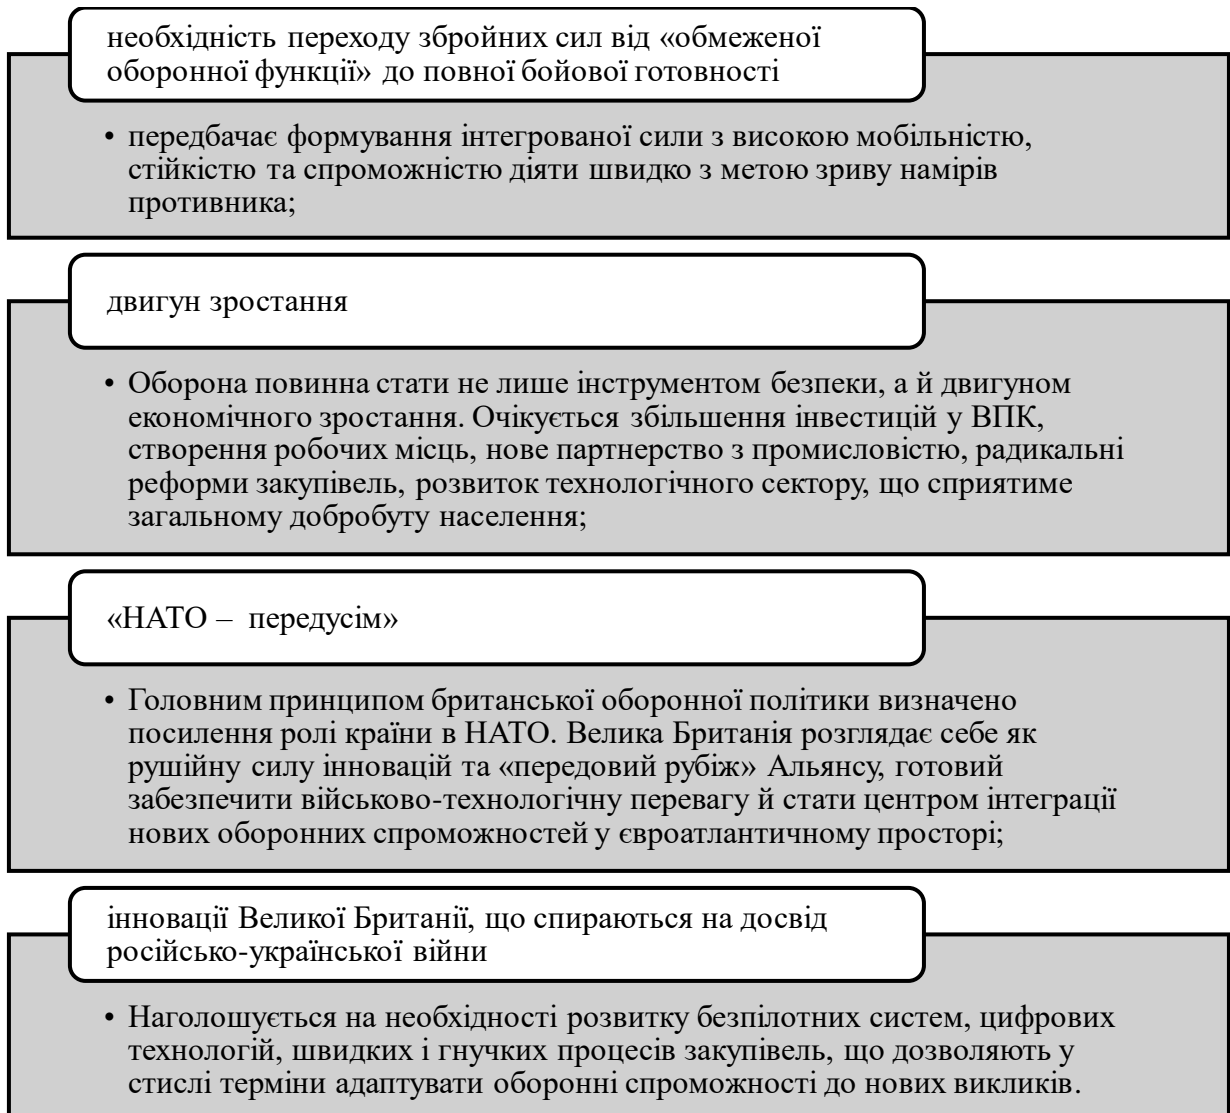 необхідність переходу збройних сил від «обмеженої
оборонної функції» до повної бойової готовності
• передбачає формування інтегрованої сили з високою мобільністю,
стійкістю та спроможністю діяти швидко з метою зриву намірів
противника;
двигун зростання
• Оборона повинна стати не лише інструментом безпеки, а й двигуном
економічного зростання. Очікується збільшення інвестицій у ВПК,
створення робочих місць, нове партнерство з промисловістю, радикальні
реформи закупівель, розвиток технологічного сектору, що сприятиме
загальному добробуту населення;
«НАТО – передусім»
• Головним принципом британської оборонної політики визначено
посилення ролі країни в НАТО. Велика Британія розглядає себе як
рушійну силу інновацій та «передовий рубіж» Альянсу, готовий
забезпечити військово-технологічну перевагу й стати центром інтеграції
нових оборонних спроможностей у євроатлантичному просторі;
інновації Великої Британії, що спираються на досвід
російсько-української війни
• Наголошується на необхідності розвитку безпілотних систем, цифрових
технологій, швидких і гнучких процесів закупівель, що дозволяють у
стислі терміни адаптувати оборонні спроможності до нових викликів.